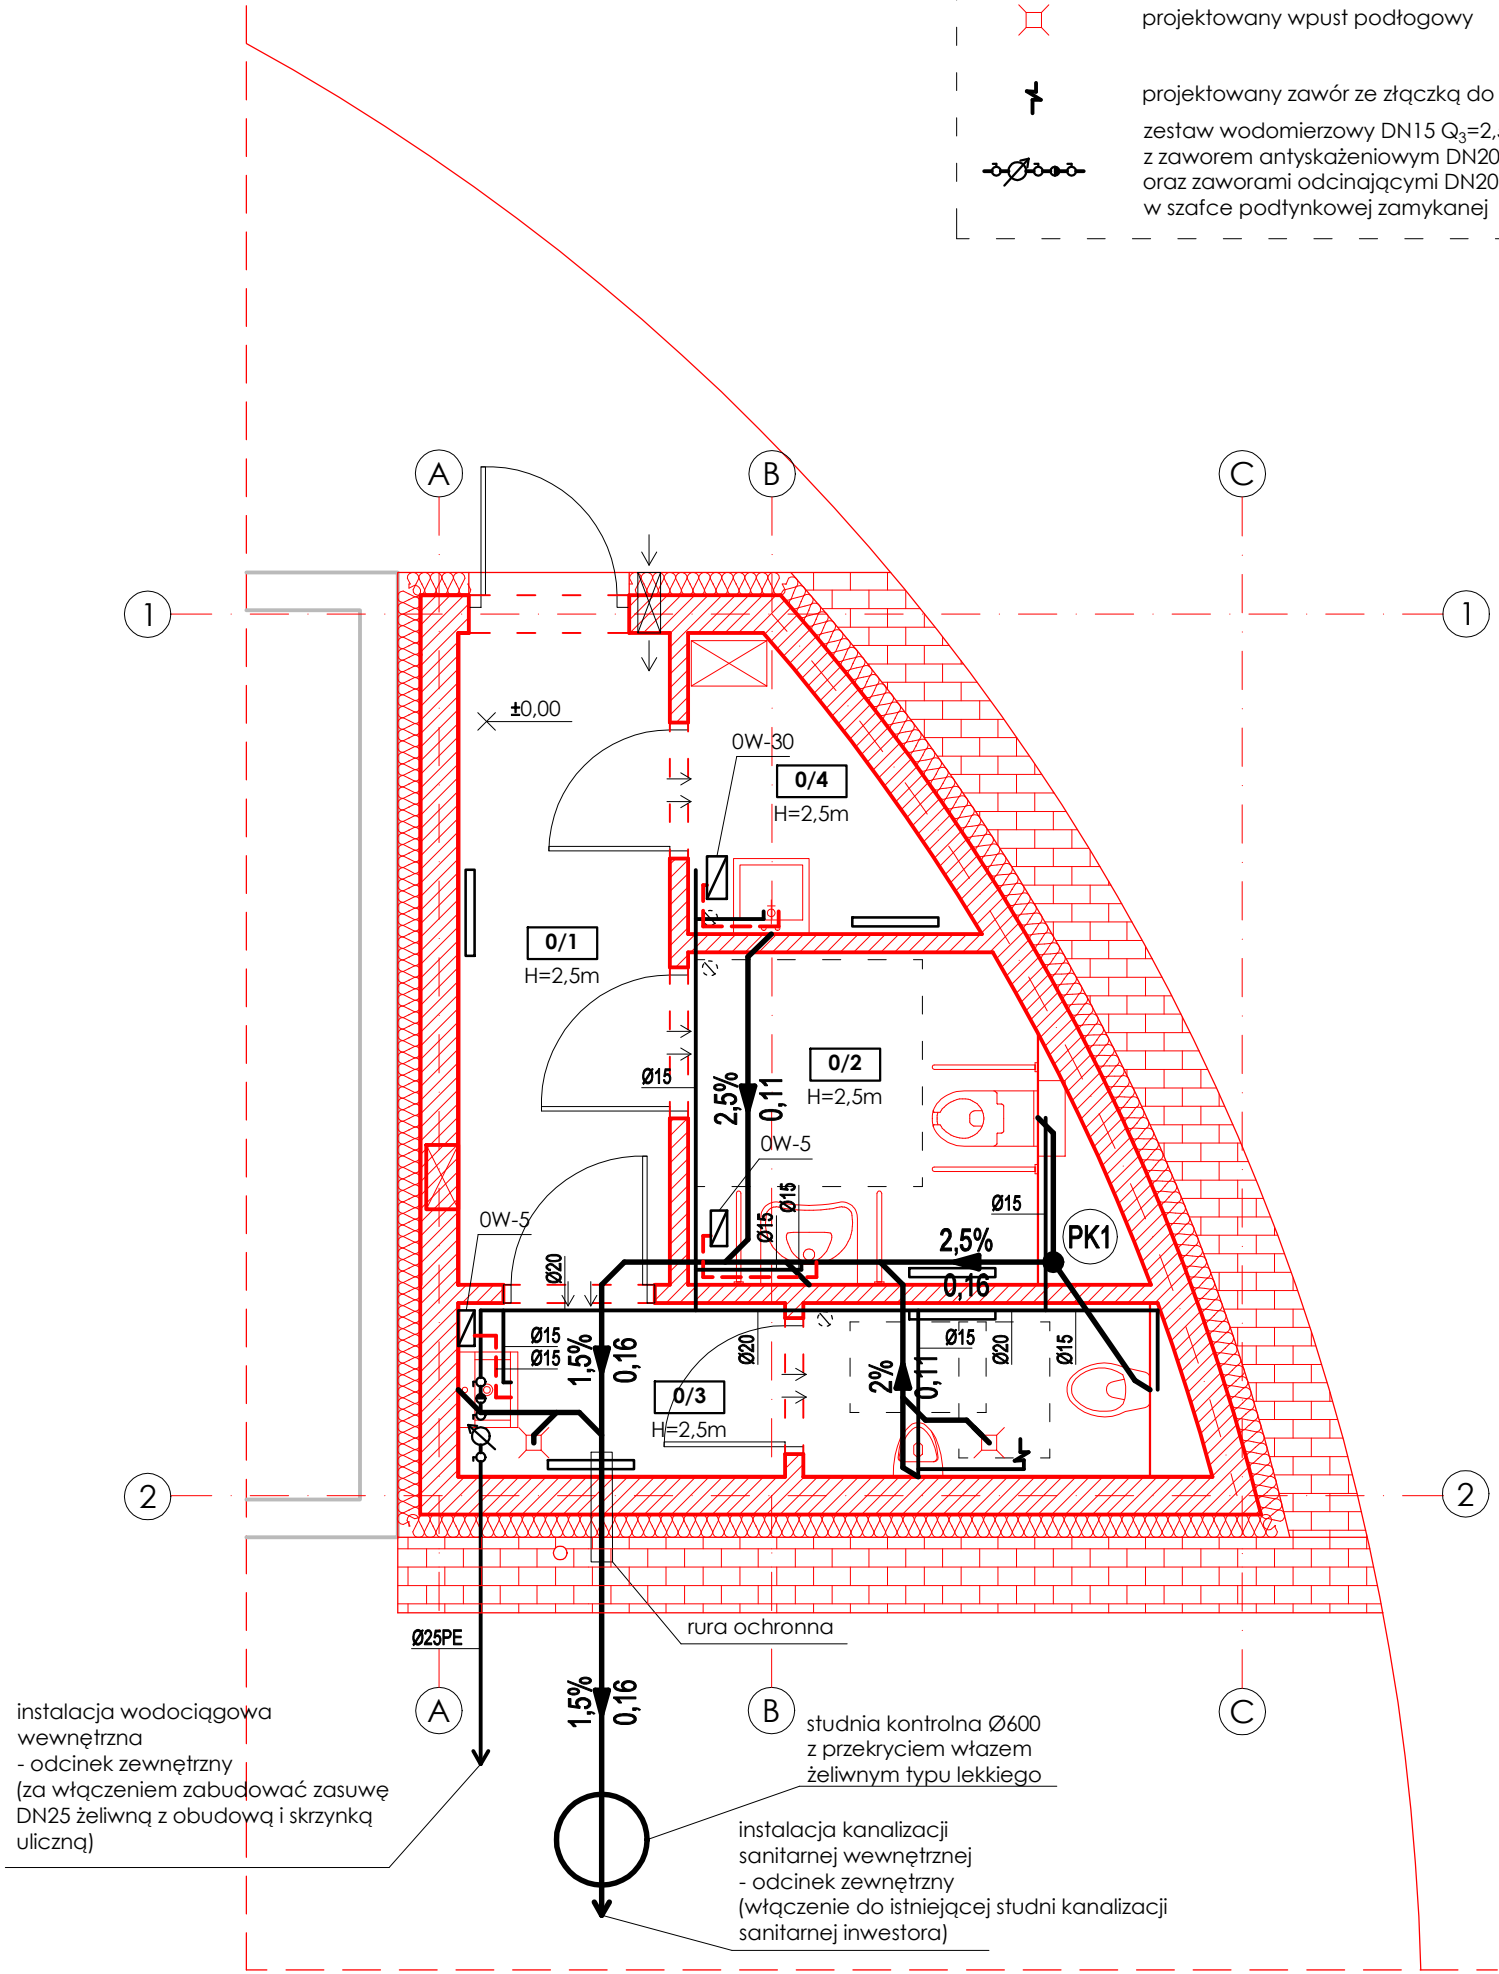 projektowany wpust podłogowy
projektowany zawór ze złączką do
zestaw wodomierzowy DN15 Q3=2,
z zaworem antyskażeniowym DN20
oraz zaworami odcinającymi DN20
w szafce podtynkowej zamykanej
A
B
C
1
1
±0,00
0W-30
0/4
H=2,5m
0/1
H=2,5m
0/2
H=2,5m
Ø15
2,5%
0,11
0W-5
Ø15
Ø15
Ø15
2,5%
0,16
PK1
0W-5
Ø20
Ø15
Ø15
1,5%
0,16
Ø20
0/3
H=2,5m
2%
0,11
Ø15
Ø20
Ø15
2
2
rura ochronna
Ø25PE
1,5%
0,16
A
B
C
instalacja wodociągowa
wewnętrzna
- odcinek zewnętrzny
(za włączeniem zabudować zasuwę
DN25 żeliwną z obudową i skrzynką
uliczną)
studnia kontrolna Ø600
z przekryciem włazem
żeliwnym typu lekkiego
instalacja kanalizacji
sanitarnej wewnętrznej
- odcinek zewnętrzny
(włączenie do istniejącej studni kanalizacji
sanitarnej inwestora)